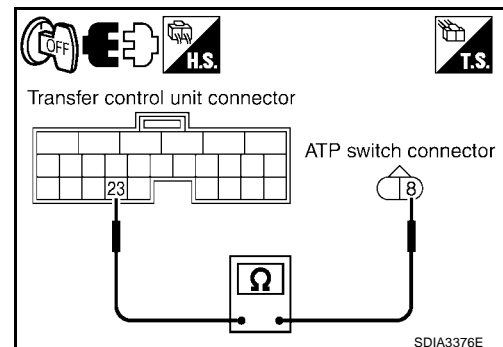 OFF
H.S.
T.S.
Transfer control unit connector
ATP switch connector
23
8
Ω
SDIA3376E